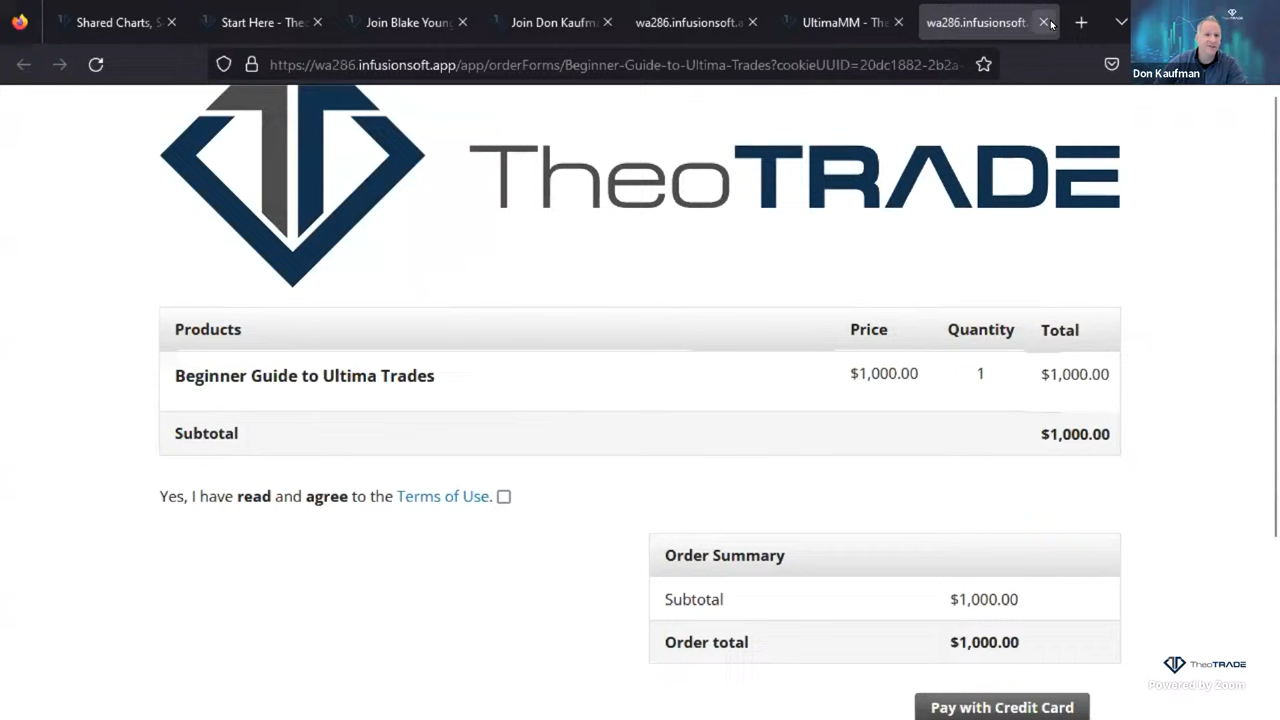 Shared Charts, S
Start Here - Theo
Join Blake Young
Join Don Kaufma
wa286.infusionsoft.a
UltimaMM - The
wa286.infusionsoft.
https://wa286.infusionsoft.app/app/orderForms/Beginner-Guide-to-Ultima-Trades?cookieUUID=20dc1882-2b2a-
Don Kaufman
TheoTRADE
Products Price Quantity Total
Beginner Guide to Ultima Trades $1,000.00 1 $1,000.00
Subtotal $1,000.00
Yes, I have read and agree to the Terms of Use.
Order Summary
Subtotal $1,000.00
Order total $1,000.00
Pay with Credit Card
TheoTRADE
Powered by Zoom